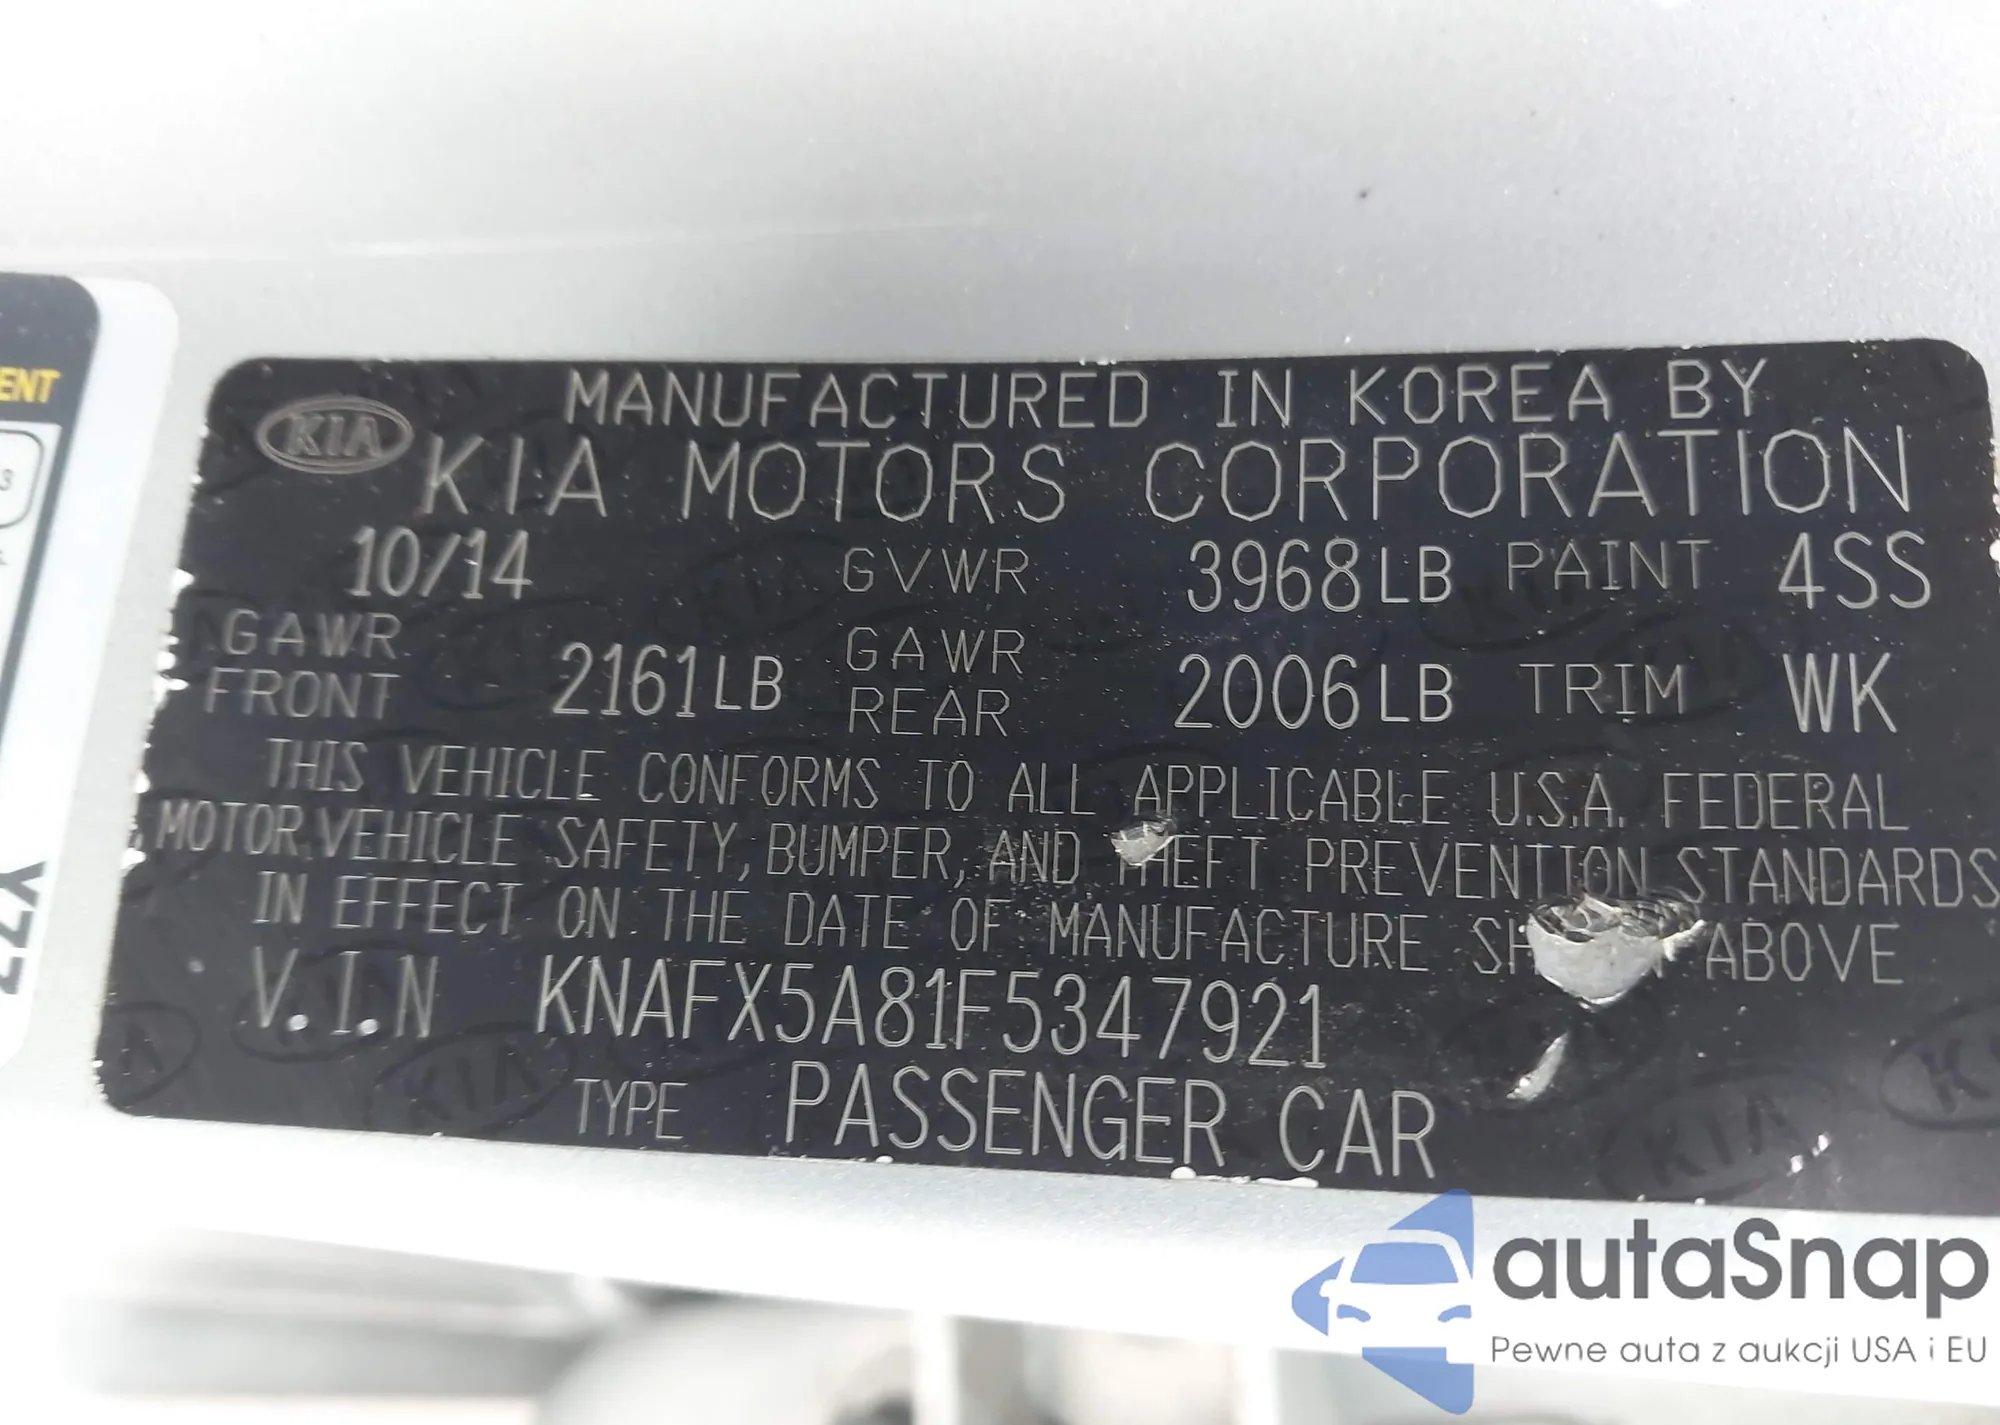 MANUFACTURED IN KOREA BY
KIA
KIA MOTORS CORPORATION
10/14 GVWR 3968LB PAINT 4SS
GAWR FRONT 2161LB GAWR REAR 2006LB TRIM WK
THIS VEHICLE CONFORMS TO ALL APPLICABLE U.S.A. FEDERAL
MOTOR VEHICLE SAFETY, BUMPER, AND THEFT PREVENTION STANDARDS
IN EFFECT ON THE DATE OF MANUFACTURE ABOVE
V.I.N KNAFX5A81F5347921
TYPE PASSENGER CAR
ENT
3
autaSnap
Pewne auta z aukcji USA i EU